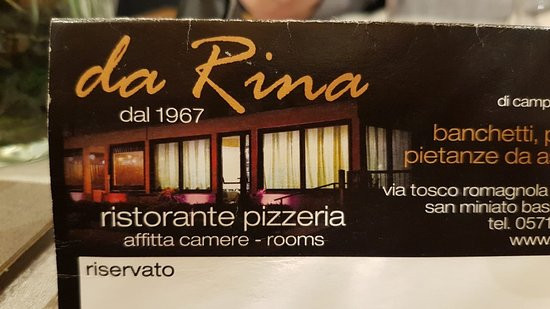 da Rina
dal 1967
ristorante pizzeria
affitta camere - rooms
di camp
banchetti, p
pietanze da a
via tosco romagnola
san miniato bas
tel. 0571
www.
riservato